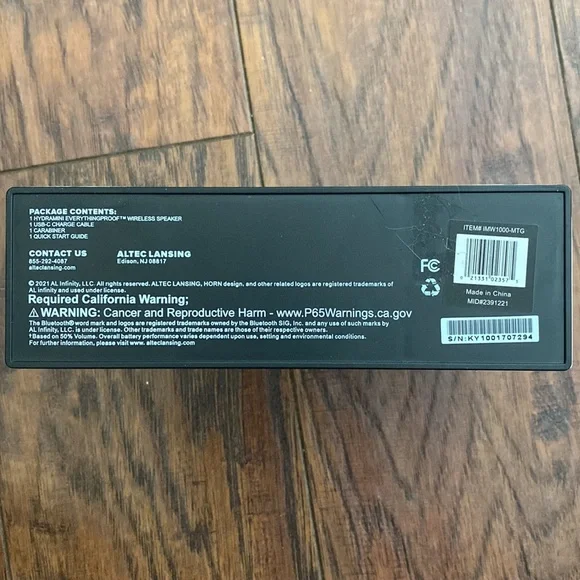 PACKAGE CONTENTS:
1 HYDRAMINI EVERYTHINGPROOF™ WIRELESS SPEAKER
1 USB-C CHARGE CABLE
1 CARABINER
1 QUICK START GUIDE
CONTACT US
855-292-4087
alteclansing.com
ALTEC LANSING
Edison, NJ 08817
© 2021 AL Infinity, LLC. All rights reserved. ALTEC LANSING, HORN design, and other related logos are registered trademarks of
AL Infinity and used under license.
Required California Warning;
⚠WARNING: Cancer and Reproductive Harm - www.P65Warnings.ca.gov
The Bluetooth® word mark and logos are registered trademarks owned by the Bluetooth SIG, Inc. and any use of such marks by
AL Infinity, LLC. is under license. Other trademarks and trade names are those of their respective owners.
†Based on 50% Volume. Overall battery performance varies dependent upon use, setting and environmental conditions.
For further information, please visit www. alteclansing.com
ITEM# IMW1000-MTG
21331 02357
FC
Made in China
MID#2391221
S/N:KY1001707294